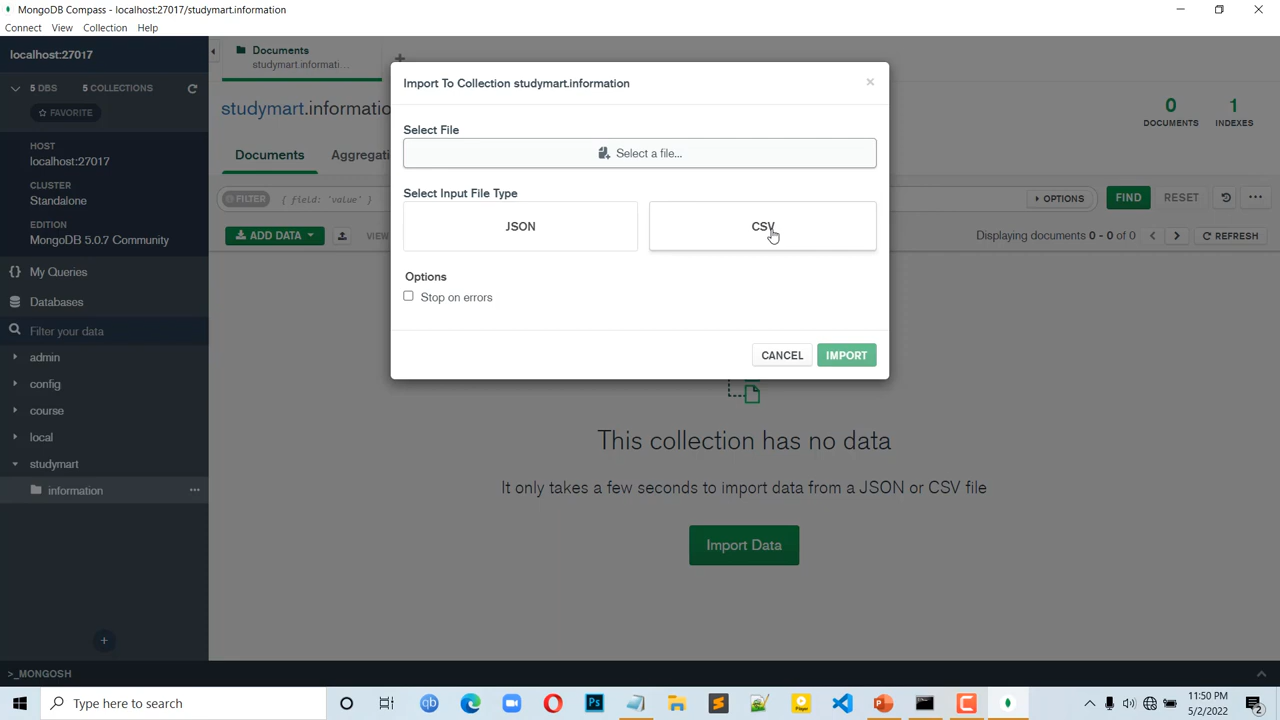 MongoDB Compass - localhost:27017/studymart.information
Connect View Collection Help
localhost:27017
5 DBS 5 COLLECTIONS
FAVORITE
HOST
localhost:27017
CLUSTER
Standalone
EDITION
MongoDB 5.0.7 Community
My Queries
Databases
Filter your data
admin
config
course
local
studymart
information
>_MONGOSH
Documents
studymart.informati...
studymart.informatio
0
DOCUMENTS
1
INDEXES
Documents Aggregati
FILTER { field: 'value' } OPTIONS FIND RESET
ADD DATA VIEW Displaying documents 0 - 0 of 0 REFRESH
Import To Collection studymart.information
Select File
Select a file...
Select Input File Type
JSON CSV
Options
Stop on errors
CANCEL IMPORT
This collection has no data
It only takes a few seconds to import data from a JSON or CSV file
Import Data
Type here to search
qb
Ps
Player
11:50 PM
5/2/2022
2